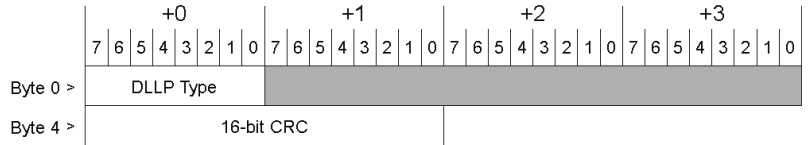 +0 +1 +2 +3
7 6 5 4 3 2 1 0 7 6 5 4 3 2 1 0 7 6 5 4 3 2 1 0 7 6 5 4 3 2 1 0
Byte 0 > DLLP Type
Byte 4 > 16-bit CRC